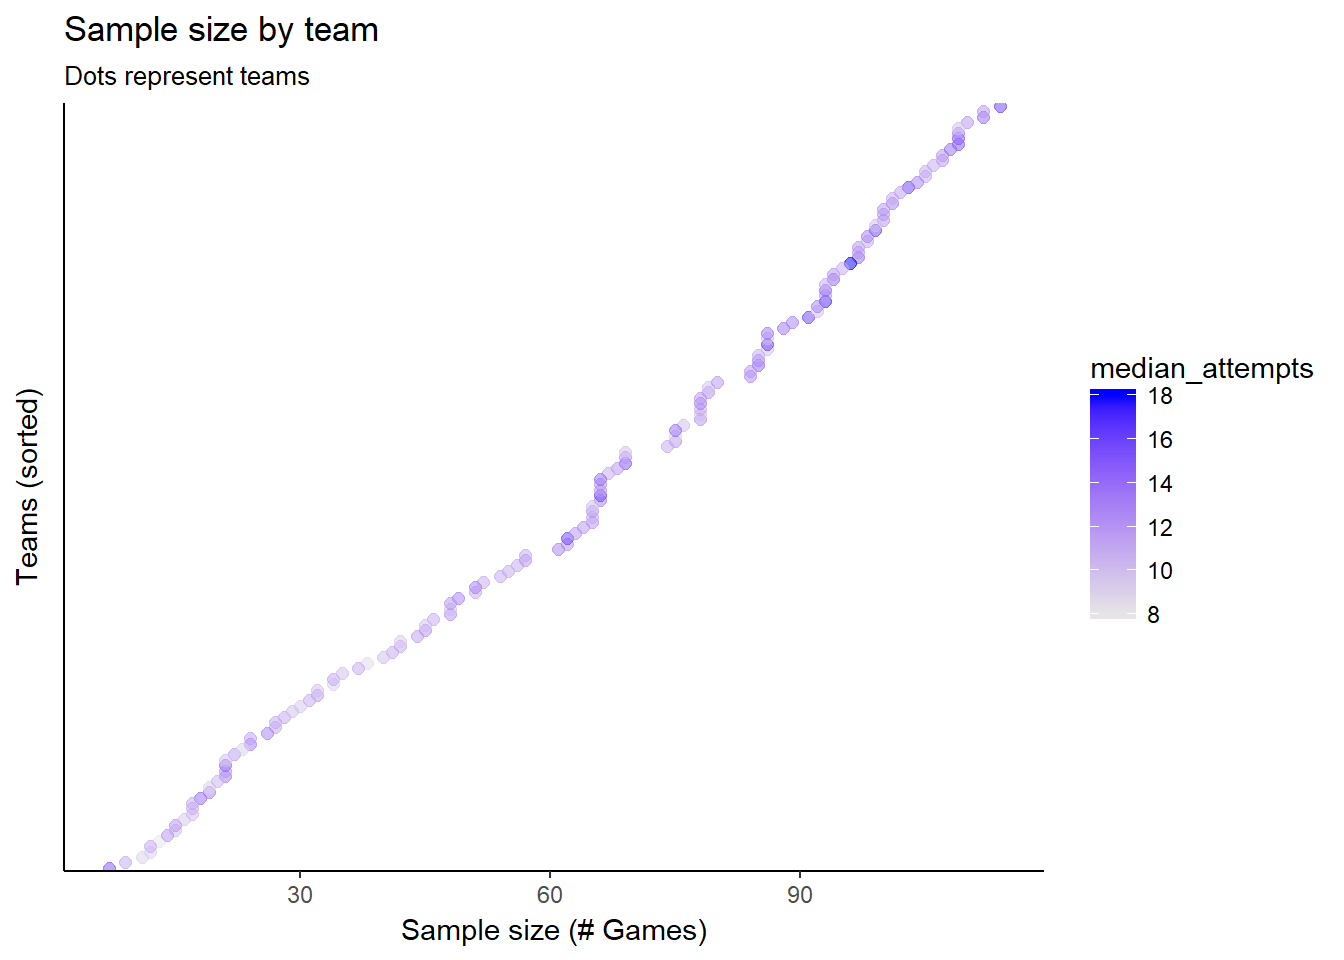 Sample size by team
Dots represent teams
Teams (sorted)
median_attempts
18
16
14
12
10
8
30 60 90
Sample size (# Games)